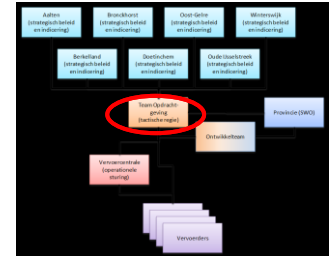 Aalten
(strategisch beleid
en indicering)
Bronckhorst
(strategisch beleid
en indicering)
Oost-Gelre
(strategisch beleid
en indicering)
Winterswijk
(strategisch beleid
en indicering)
Berkelland
(strategisch beleid
en indicering)
Doetinchem
(strategisch beleid
en indicering)
Oude IJsselstreek
(strategisch beleid
en indicering)
Team Opdracht-
geving
(tactische regie)
Provincie (SWO)
Ontwikkelteam
Vervoercentrale
(operationele
sturing)
Vervoerders